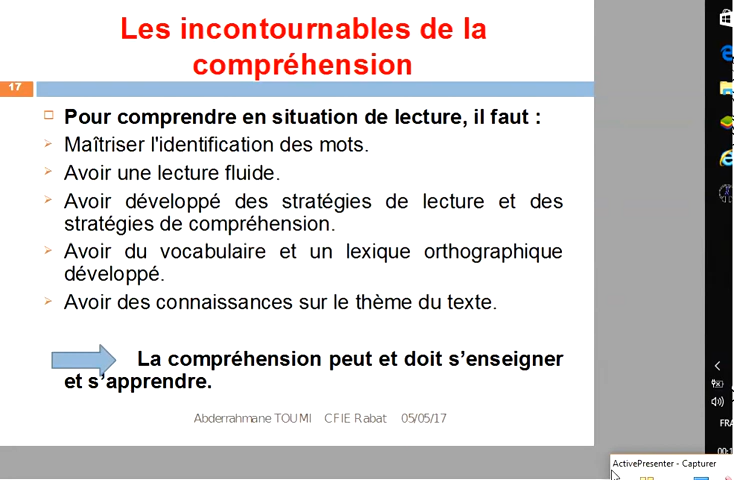 Les incontournables de la
compréhension
17
Pour comprendre en situation de lecture, il faut :
Maîtriser l'identification des mots.
Avoir une lecture fluide.
Avoir développé des stratégies de lecture et des
stratégies de compréhension.
Avoir du vocabulaire et un lexique orthographique
développé.
Avoir des connaissances sur le thème du texte.
La compréhension peut et doit s’enseigner
et s’apprendre.
Abderrahmane TOUMI CFIE Rabat 05/05/17
ActivePresenter - Capturer